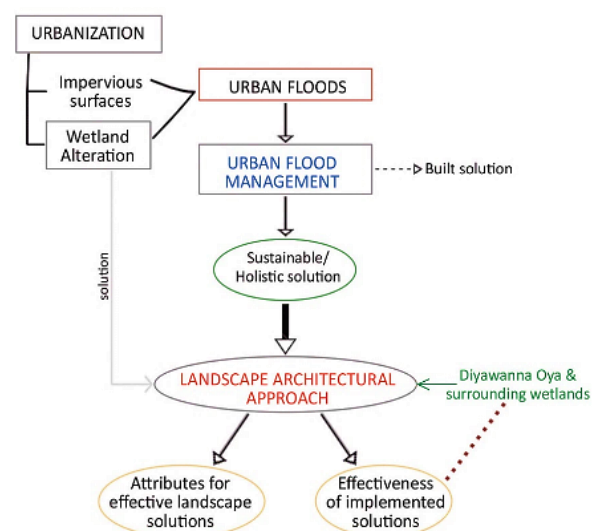 URBANIZATION
Impervious
surfaces
URBAN FLOODS
Wetland
Alteration
URBAN FLOOD
MANAGEMENT
Built solution
Sustainable/
Holistic solution
solution
LANDSCAPE ARCHITECTURAL
APPROACH
Diyawanna Oya &
surrounding wetlands
Attributes for
effective landscape
solutions
Effectiveness
of implemented
solutions